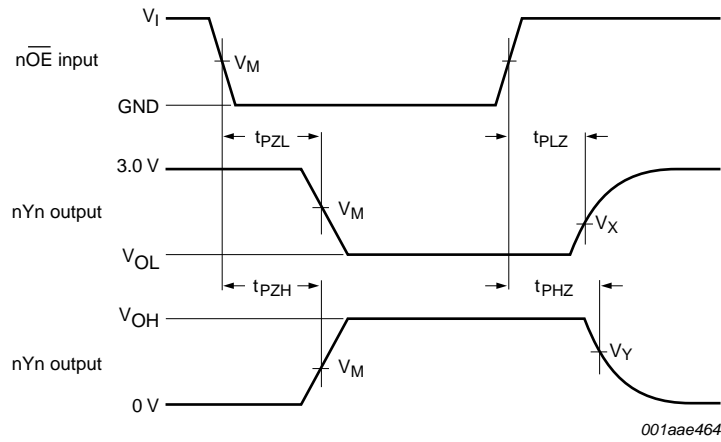 VI
nOE input
VM
GND
tPZL
tPLZ
3.0 V
nYn output
VM
VX
VOL
tPZH
tPHZ
VOH
nYn output
VM
VY
0 V
001aae464